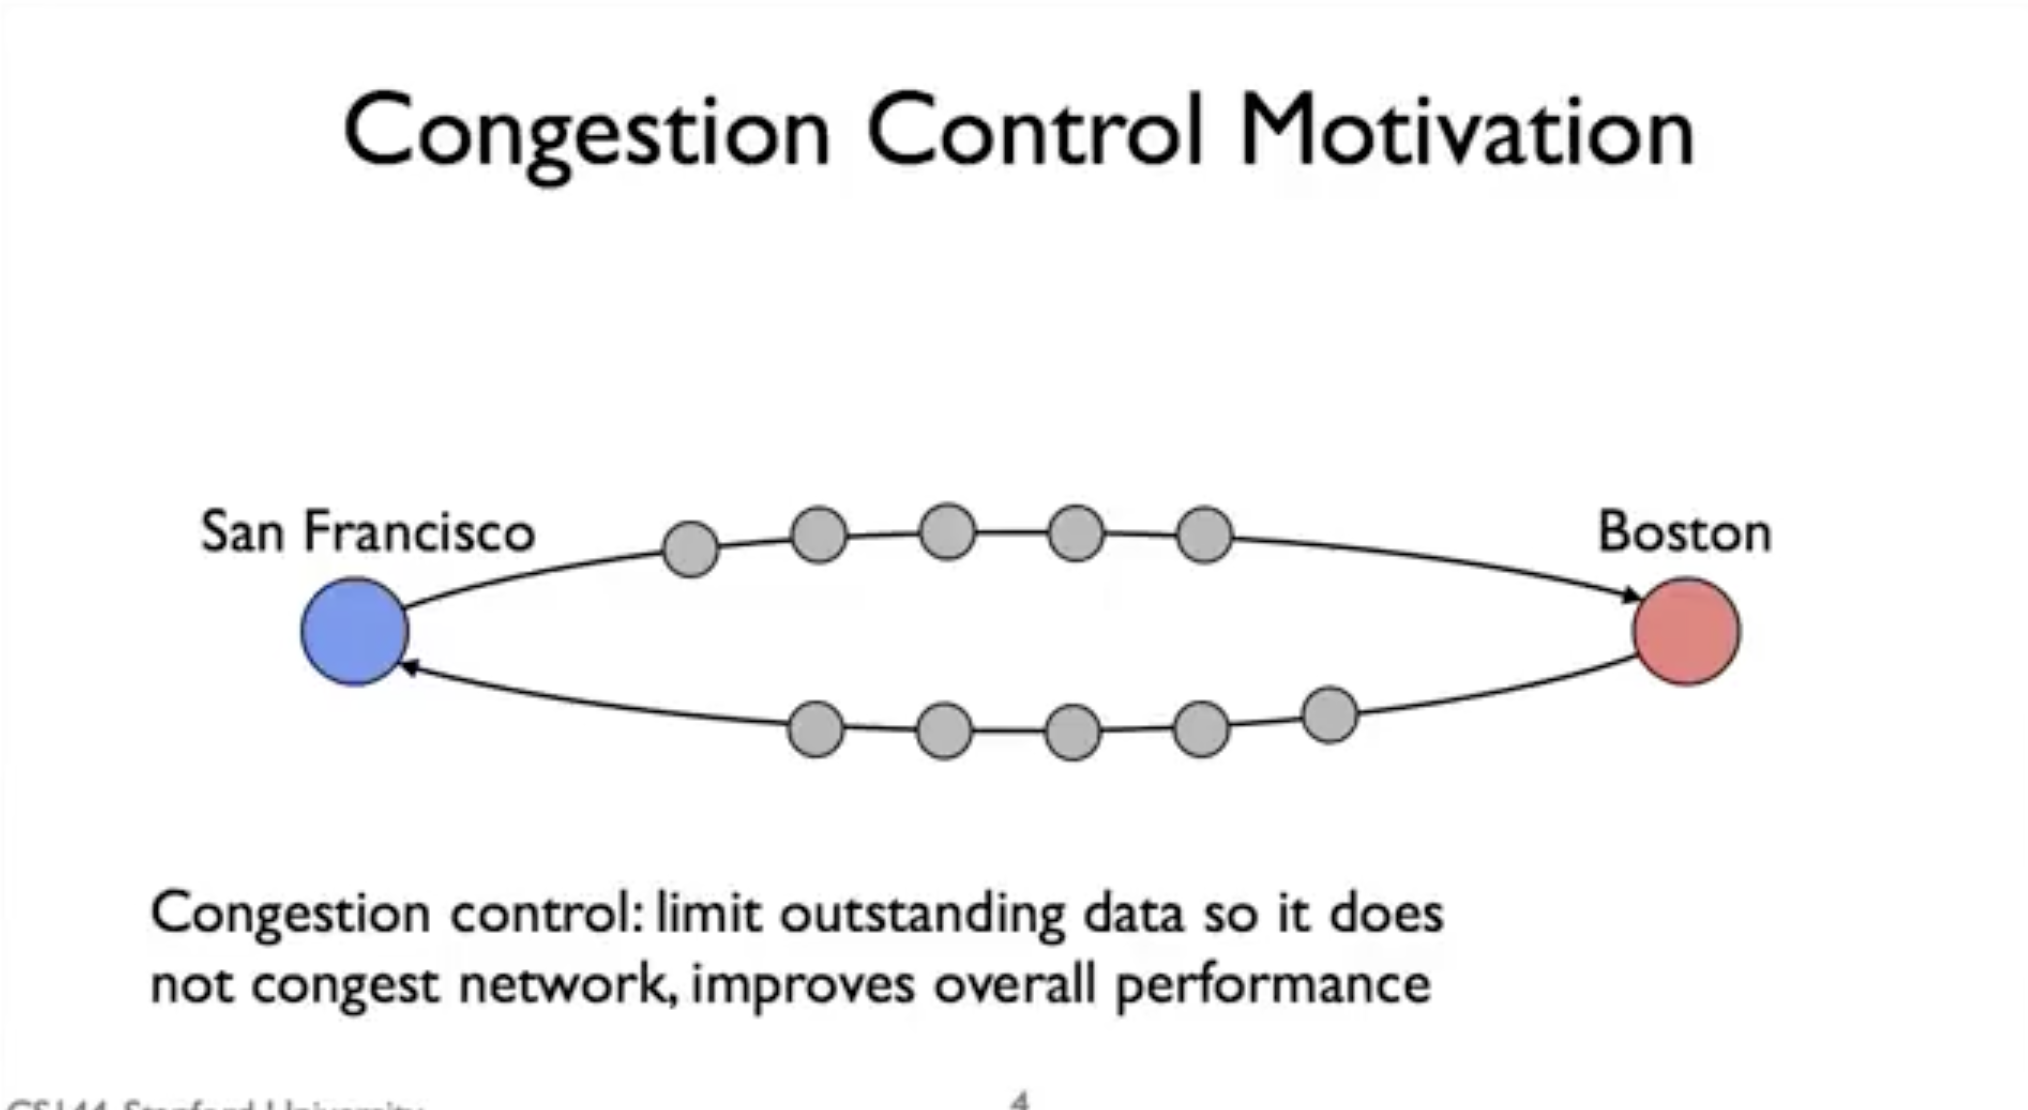 Congestion Control Motivation
San Francisco
Boston
Congestion control: limit outstanding data so it does
not congest network, improves overall performance
CS144, Stanford University
4